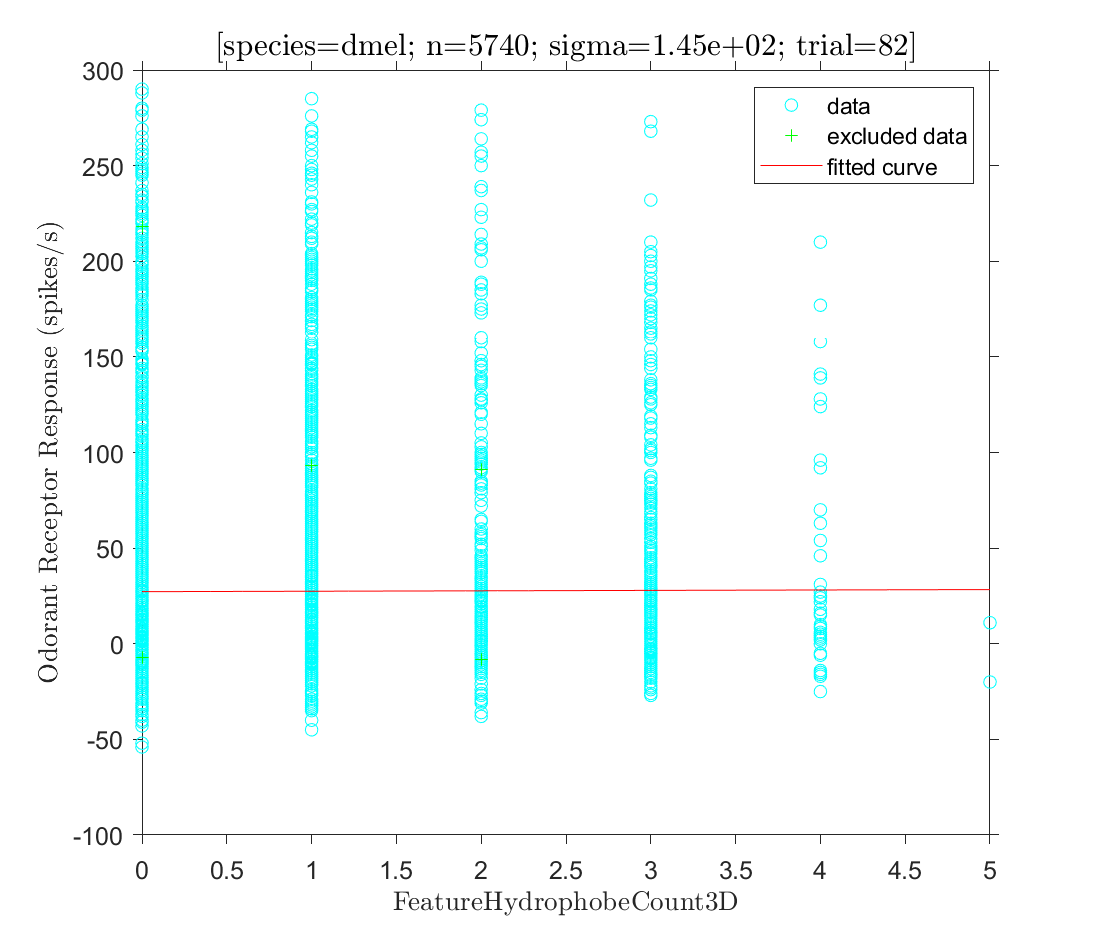 [species=dmel; n=5740; sigma=1.45e+02; trial=82]
300
250
200
150
100
50
0
-50
-100
Odorant Receptor Response (spikes/s)
data
excluded data
fitted curve
0 0.5 1 1.5 2 2.5 3 3.5 4 4.5 5
FeatureHydrophobeCount3D